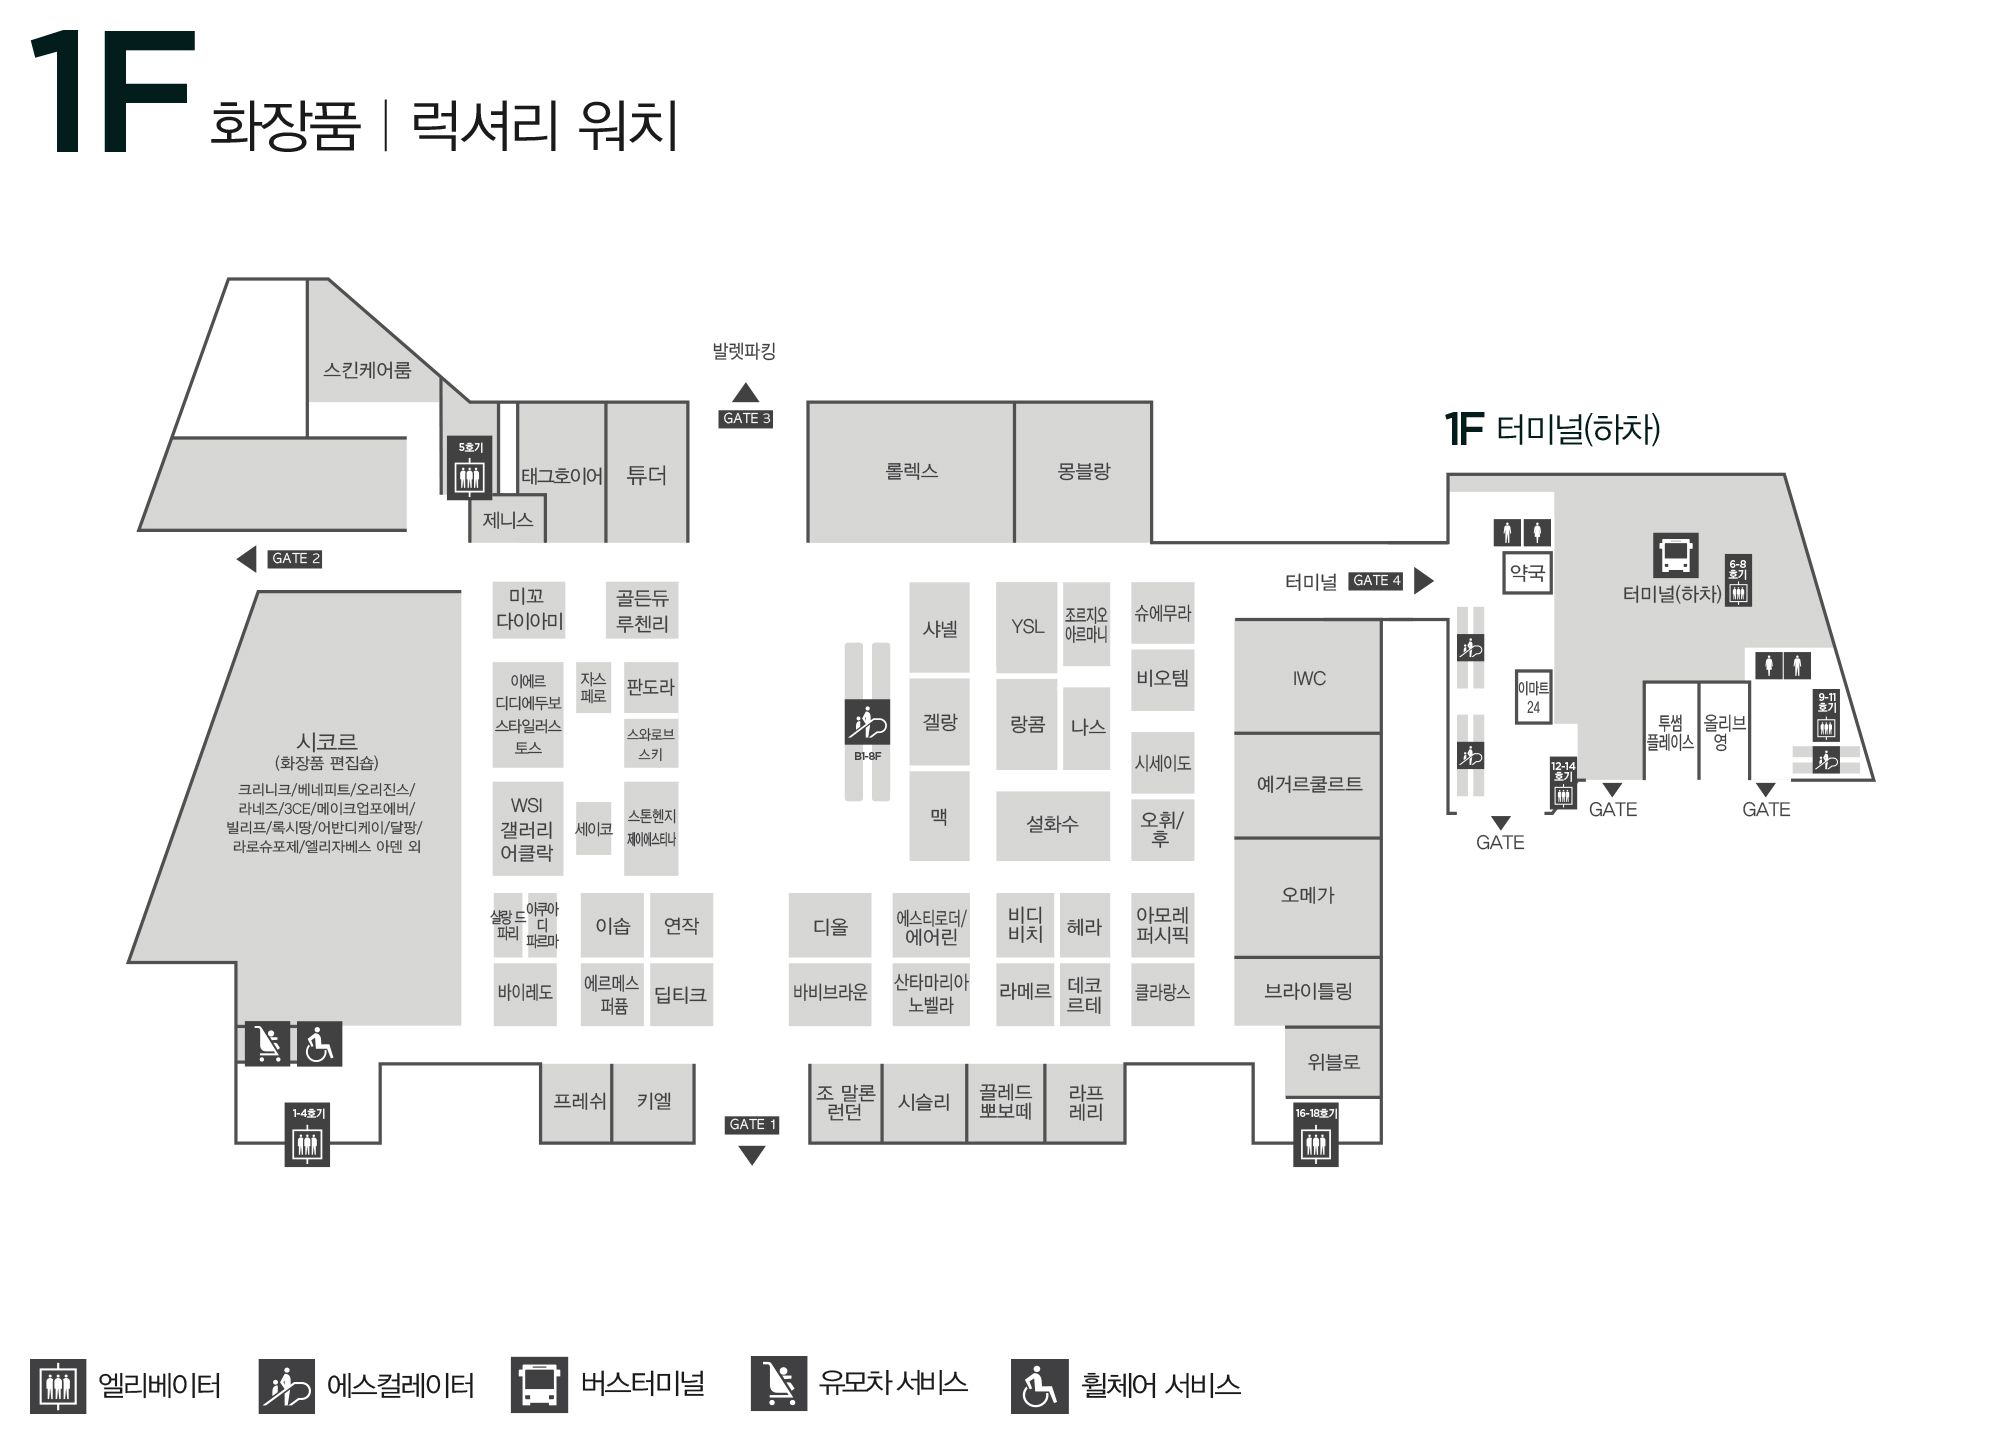 1F 화장품 | 럭셔리 워치
발렛파킹
GATE 3
스킨케어룸
5호기
태그호이어
튜더
제니스
롤렉스
몽블랑
1F 터미널(하차)
GATE 2
터미널 GATE 4
약국
터미널(하차)
6-8
호기
미꼬
다이아미
골든듀
루첸리
샤넬
YSL
조르지오
아르마니
슈에무라
이에르
디디에두보
스타일러스
토스
자스
페로
판도라
스와로브
스키
B1-8F
겔랑
랑콤
나스
비오템
IWC
이마트
24
투썸
플레이스
올리브
영
9-11
호기
12-14
호기
GATE
GATE
GATE
시코르
(화장품 편집숍)
크리니크/베네피트/오리진스/
라네즈/3CE/메이크업포에버/
빌리프/록시땅/어반디케이/달팡/
라로슈포제/엘리자베스 아덴 외
WSI
갤러리
어클락
세이코
스톤헨지
제이에스티나
맥
설화수
시세이도
오휘/
후
예거르쿨르트
오메가
샬랑 드
파리
아쿠아
디
파르마
이솝
연작
디올
에스티로더/
에어린
비디
비치
헤라
아모레
퍼시픽
바이레도
에르메스
퍼퓸
딥티크
바비브라운
산타마리아
노벨라
라메르
데코
르테
클라랑스
브라이틀링
위블로
1-4호기
프레쉬
키엘
GATE 1
조 말론
런던
시슬리
끌레드
뽀보떼
라프
레리
16-18호기
엘리베이터
에스컬레이터
버스터미널
유모차 서비스
휠체어 서비스